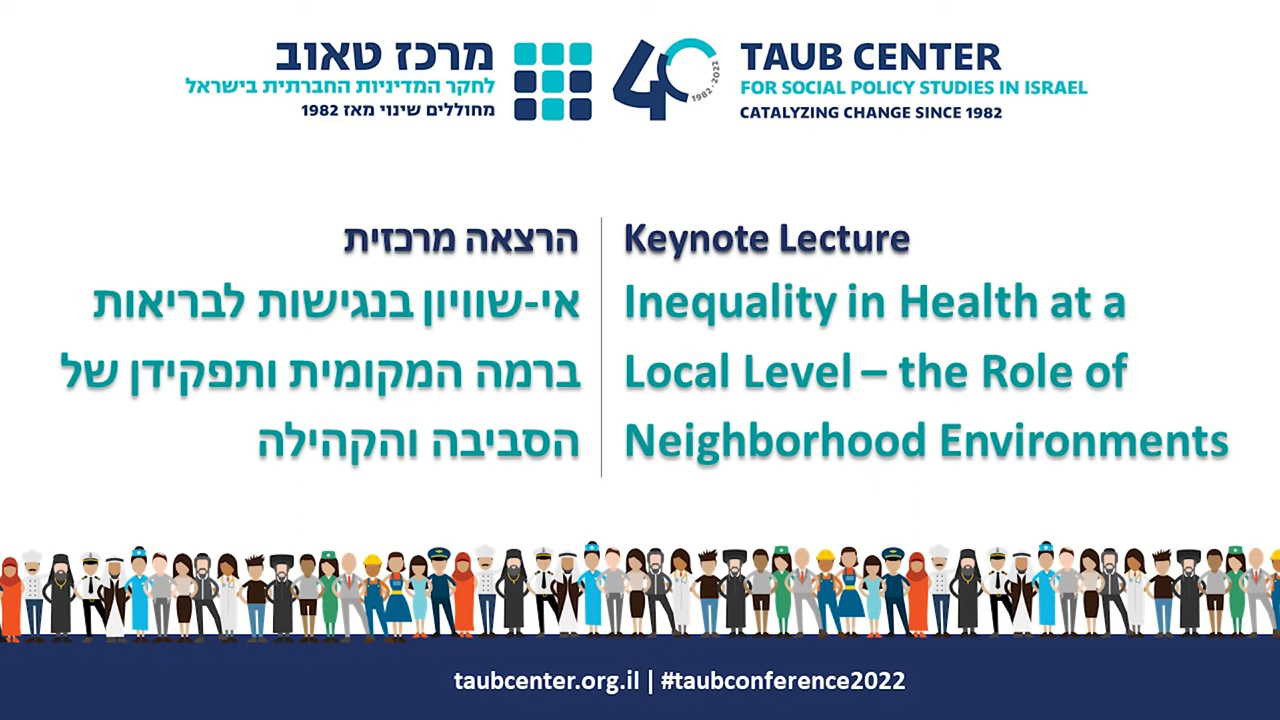 מרכז טאוב
לחקר המדיניות החברתית בישראל
מחוללים שינוי מאז 1982
40
1982-2022
TAUB CENTER
FOR SOCIAL POLICY STUDIES IN ISRAEL
CATALYZING CHANGE SINCE 1982
הרצאה מרכזית
אי-שוויון בנגישות לבריאות
ברמה המקומית ותפקידן של
הסביבה והקהילה
Keynote Lecture
Inequality in Health at a
Local Level – the Role of
Neighborhood Environments
taubcenter.org.il | #taubconference2022